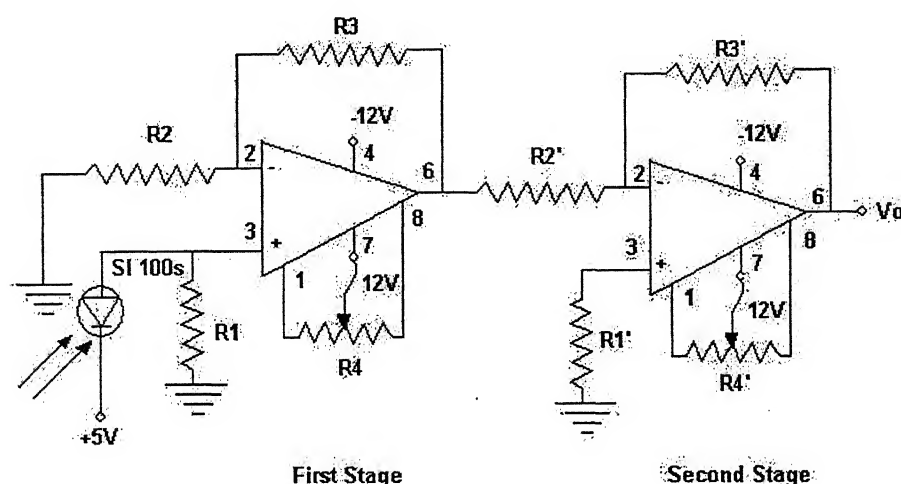 R3
R3'
-12V
-12V
R2
4
4
2
-
6
R2'
2
-
6
Vo
8
8
3
+
3
+
SI 100s
7
7
1
12V
1
12V
R1
R1'
R4
R4'
+5V
First Stage
Second Stage